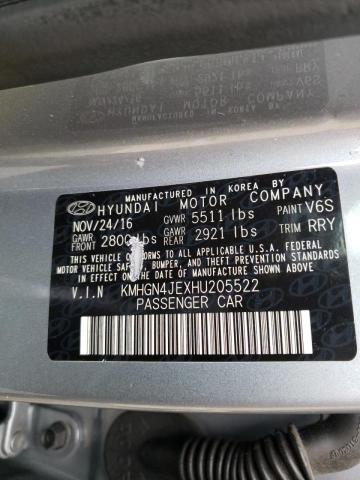 MANUFACTURED IN KOREA BY
HYUNDAI MOTOR COMPANY
NOV/24/16 GVWR 5511 lbs PAINT V6S
GAWR FRONT 2800 lbs GAWR REAR 2921 lbs TRIM RRY
THIS VEHICLE CONFORMS TO ALL APPLICABLE U.S. FEDERAL
MOTOR VEHICLE SAFETY, BUMPER, AND THEFT PREVENTION
STANDARDS IN EFFECT ON THE DATE OF MANUFACTURE SHOWN ABOVE.
V.I.N KMHGN4JEXHU205522
PASSENGER CAR